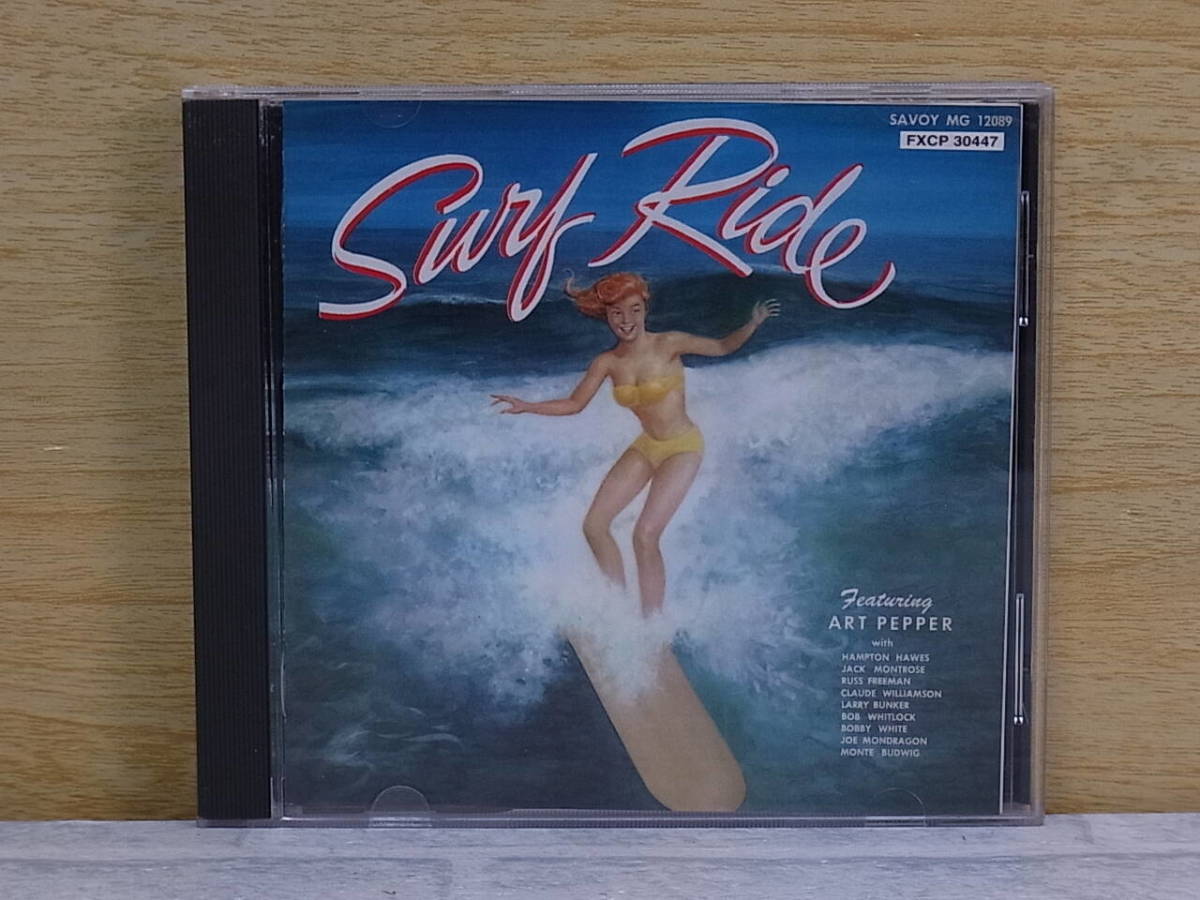 SAVOY MG 12089
FXCP 30447
Surf Ride
Featuring
ART PEPPER
with
HAMPTON HAWES
JACK MONTROSE
RUSS FREEMAN
CLAUDE WILLIAMSON
LARRY BUNKER
BOB WHITLOCK
BOBBY WHITE
JOE MONDRAGON
MONTE BUDWIG